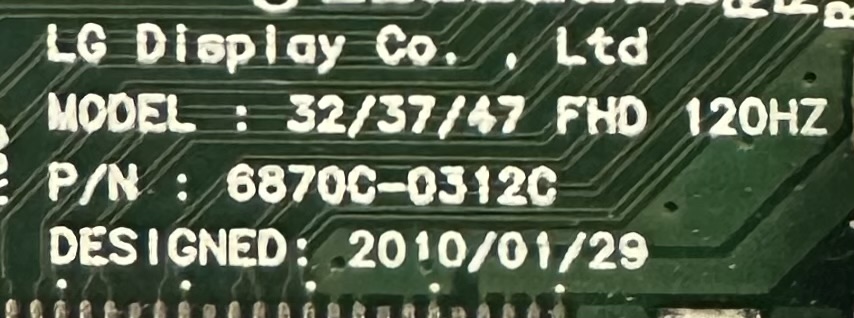 LG Display Co. , Ltd
MODEL : 32/37/47 FHD 120HZ
P/N : 6870C-0312C
DESIGNED: 2010/01/29